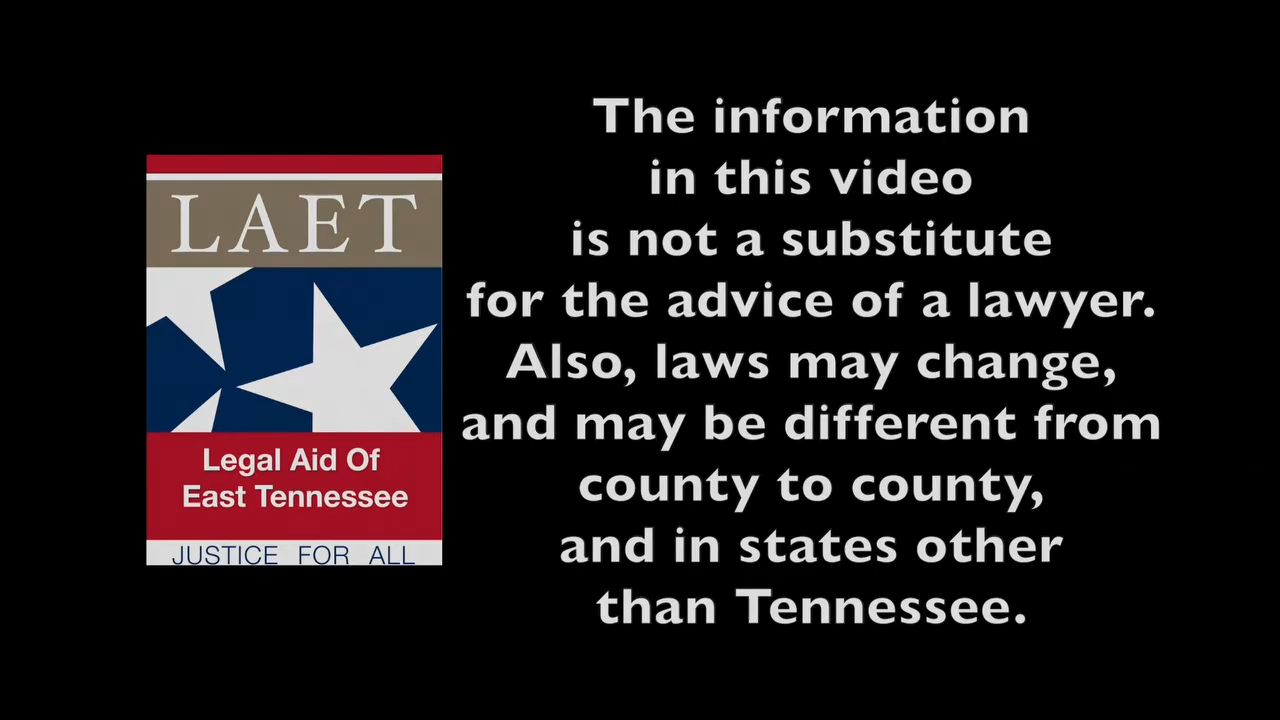 LAET
Legal Aid Of
East Tennessee
JUSTICE FOR ALL
The information
in this video
is not a substitute
for the advice of a lawyer.
Also, laws may change,
and may be different from
county to county,
and in states other
than Tennessee.